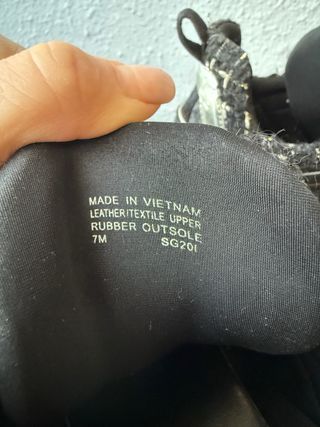 MADE IN VIETNAM
LEATHER/TEXTILE UPPER
RUBBER OUTSOLE
7M SG201